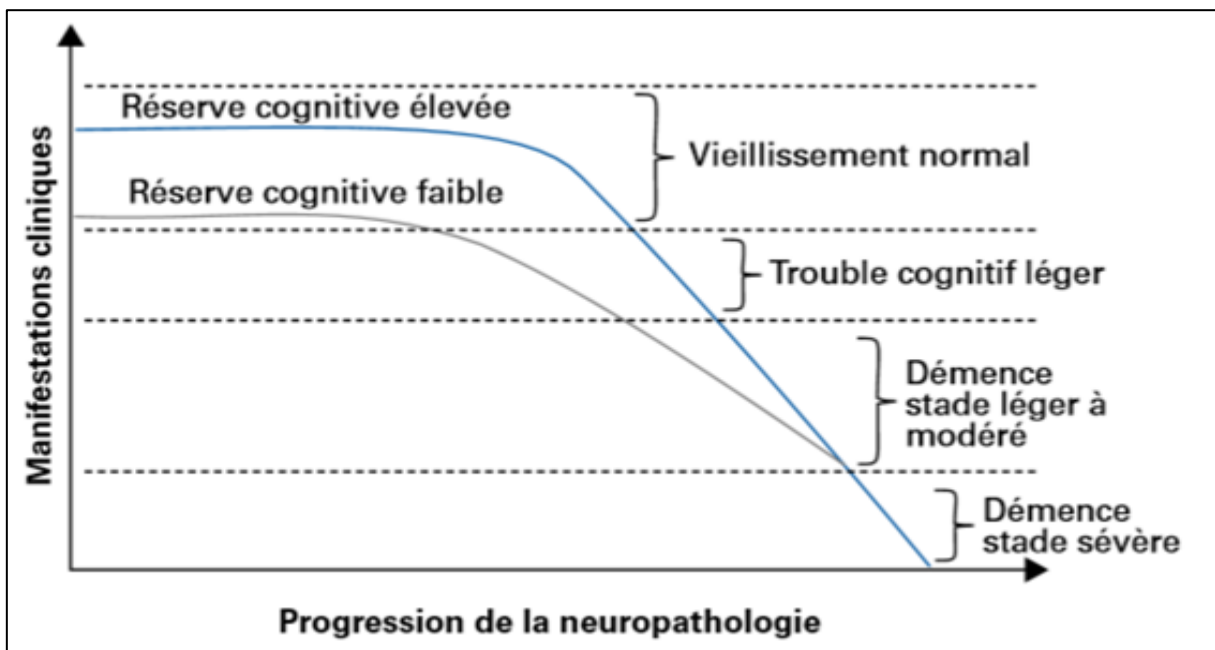 Manifestations cliniques
Réserve cognitive élevée
Réserve cognitive faible
Vieillissement normal
Trouble cognitif léger
Démence
stade léger à
modéré
Démence
stade sévère
Progression de la neuropathologie